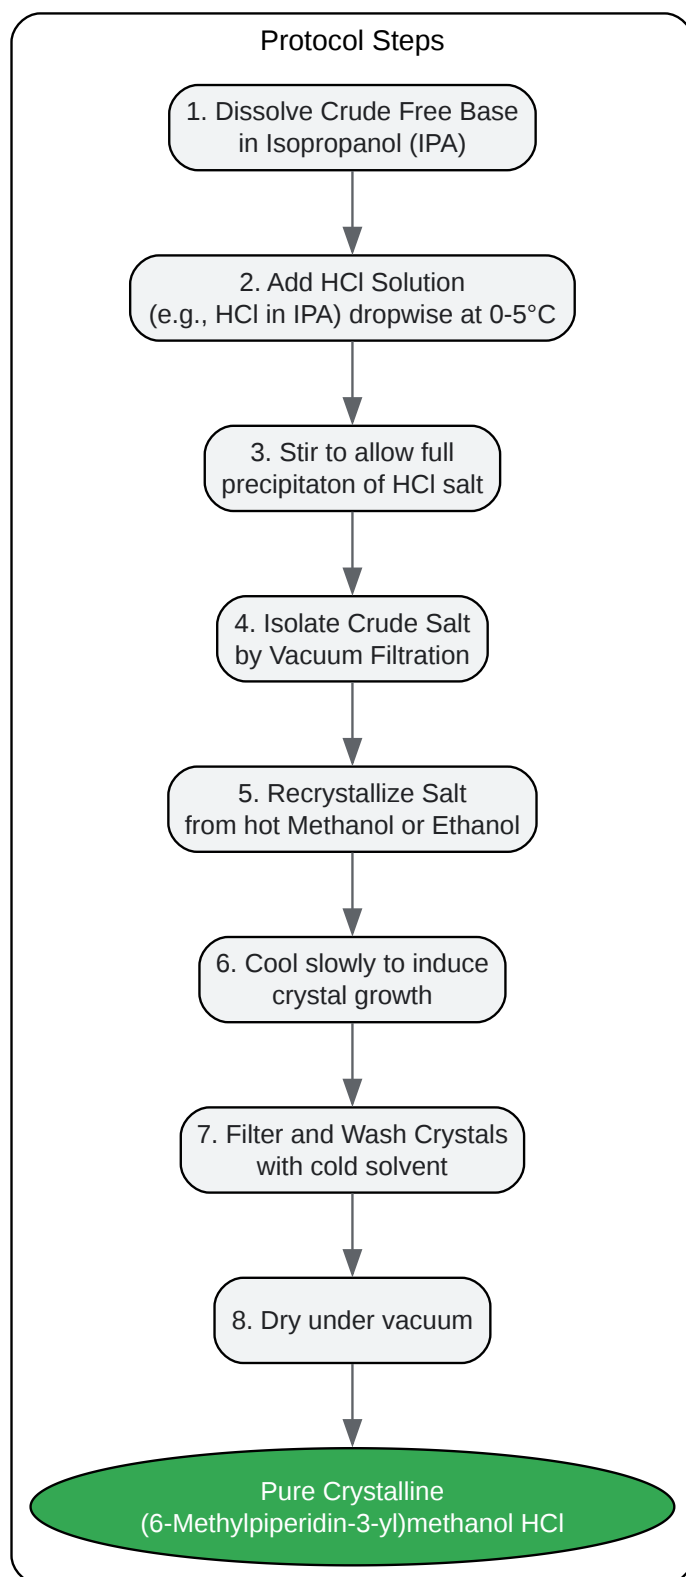 Protocol Steps
1. Dissolve Crude Free Base
in Isopropanol (IPA)
2. Add HCl Solution
(e.g., HCl in IPA) dropwise at 0-5°C
3. Stir to allow full
precipitaton of HCl salt
4. Isolate Crude Salt
by Vacuum Filtration
5. Recrystallize Salt
from hot Methanol or Ethanol
6. Cool slowly to induce
crystal growth
7. Filter and Wash Crystals
with cold solvent
8. Dry under vacuum
Pure Crystalline
(6-Methylpiperidin-3-yl)methanol HCl